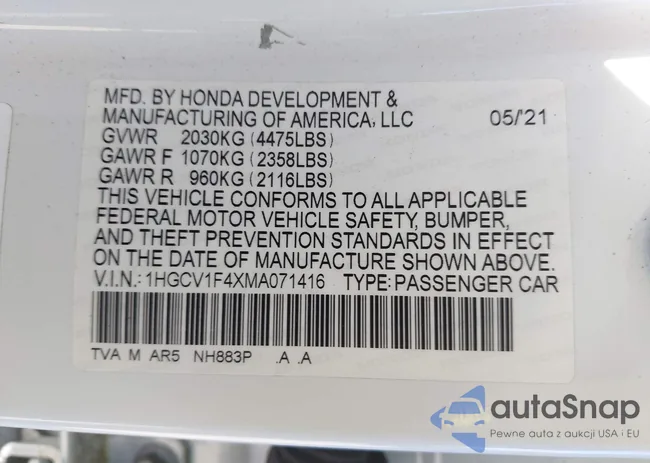 MFD. BY HONDA DEVELOPMENT &
MANUFACTURING OF AMERICA, LLC 05/'21
GVWR 2030KG (4475LBS)
GAWR F 1070KG (2358LBS)
GAWR R 960KG (2116LBS)
THIS VEHICLE CONFORMS TO ALL APPLICABLE
FEDERAL MOTOR VEHICLE SAFETY, BUMPER,
AND THEFT PREVENTION STANDARDS IN EFFECT
ON THE DATE OF MANUFACTURE SHOWN ABOVE.
V.I.N.: 1HGCV1F4XMA071416 TYPE: PASSENGER CAR
TVA M AR5 NH883P .A .A
autaSnap
Pewne auta z aukcji USA i EU